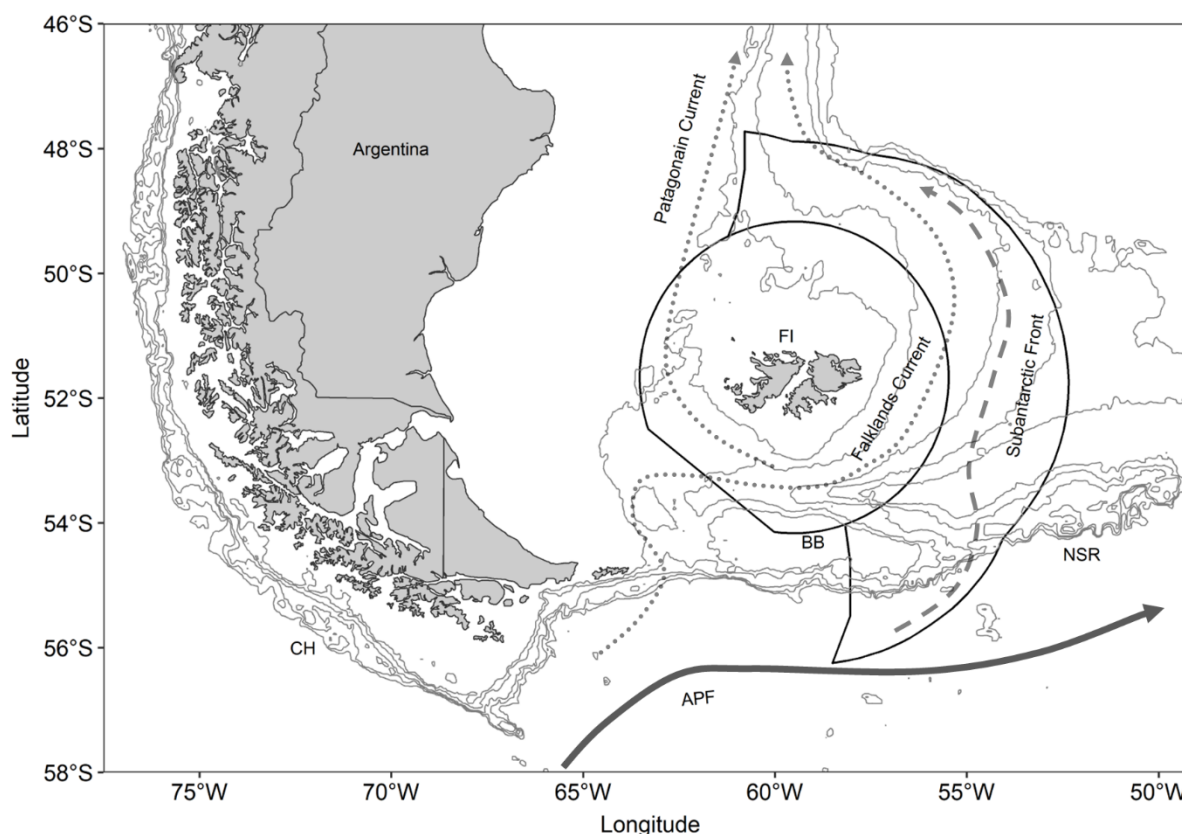 46°S
48°S
50°S
52°S
54°S
56°S
58°S
Latitude
Argentina
Patagonain Current
FI
Falklands Current
Subantarctic Front
BB
NSR
CH
APF
75°W
70°W
65°W
60°W
55°W
50°W
Longitude